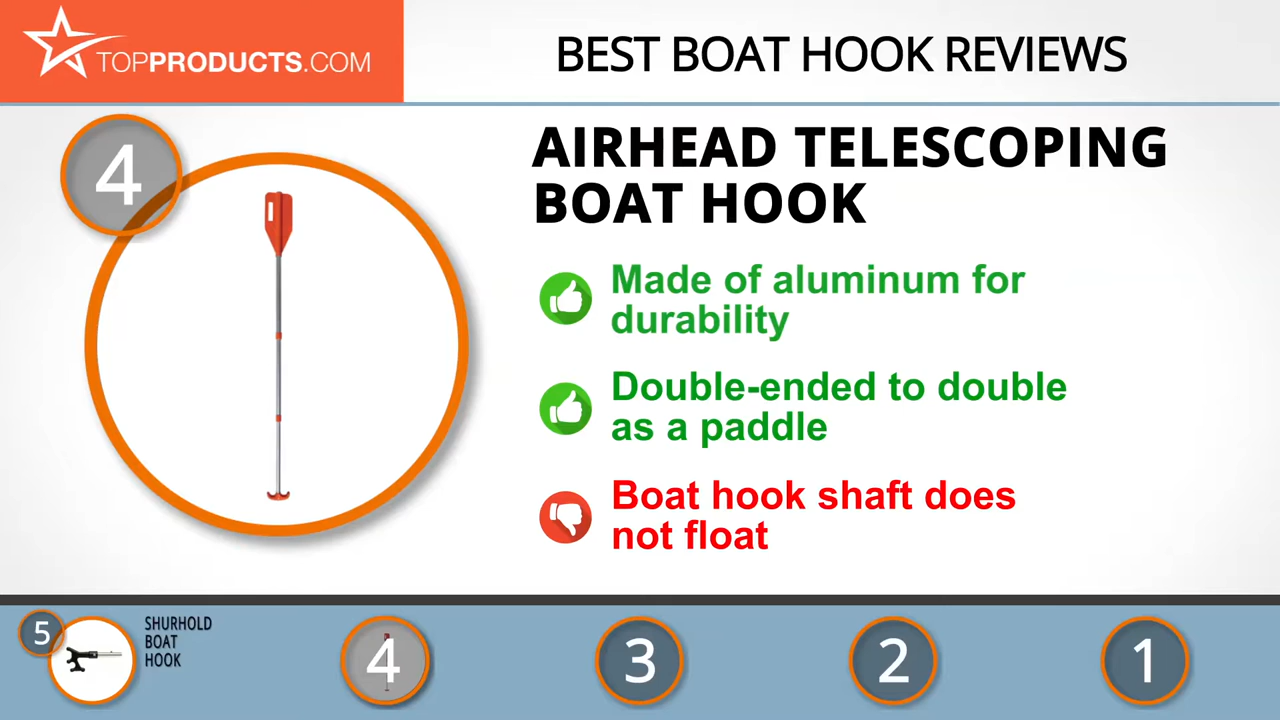 TOPPRODUCTS.COM
BEST BOAT HOOK REVIEWS
4
AIRHEAD TELESCOPING
BOAT HOOK
Made of aluminum for
durability
Double-ended to double
as a paddle
Boat hook shaft does
not float
5
SHURHOLD
BOAT
HOOK
4
3
2
1